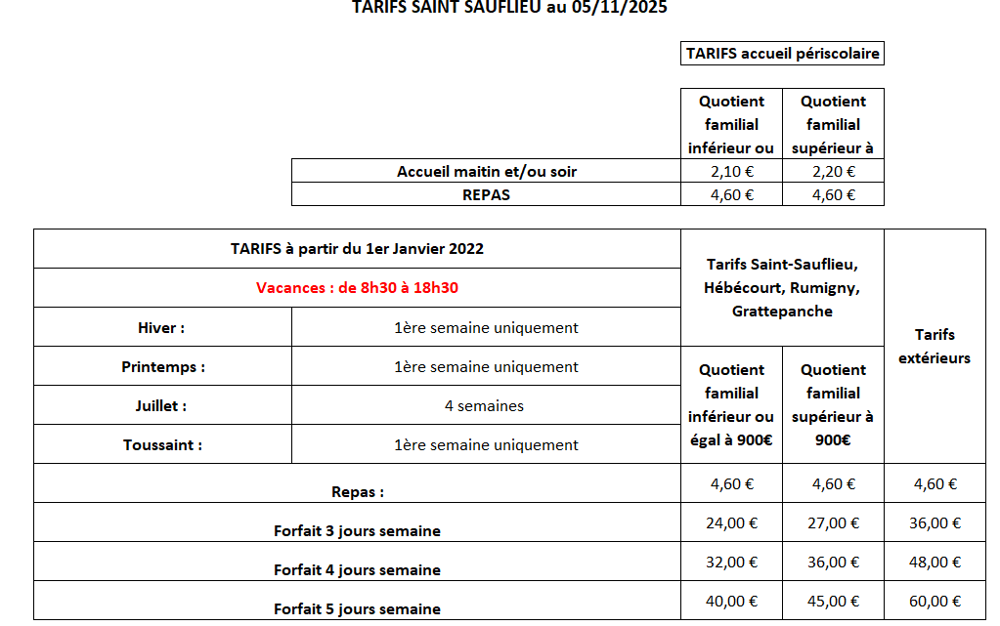 TARIFS SAINT SAUFLIEU au 05/11/2025
TARIFS accueil périscolaire
Quotient familial inférieur ou
Quotient familial supérieur à
Accueil maitin et/ou soir 2,10 € 2,20 €
REPAS 4,60 € 4,60 €
TARIFS à partir du 1er Janvier 2022
Vacances : de 8h30 à 18h30
Tarifs Saint-Sauflieu,
Hébécourt, Rumigny,
Grattepanche
Tarifs
extérieurs
Hiver : 1ère semaine uniquement
Printemps : 1ère semaine uniquement
Juillet : 4 semaines
Toussaint : 1ère semaine uniquement
Quotient familial inférieur ou égal à 900€
Quotient familial supérieur à 900€
Repas : 4,60 € 4,60 € 4,60 €
Forfait 3 jours semaine 24,00 € 27,00 € 36,00 €
Forfait 4 jours semaine 32,00 € 36,00 € 48,00 €
Forfait 5 jours semaine 40,00 € 45,00 € 60,00 €